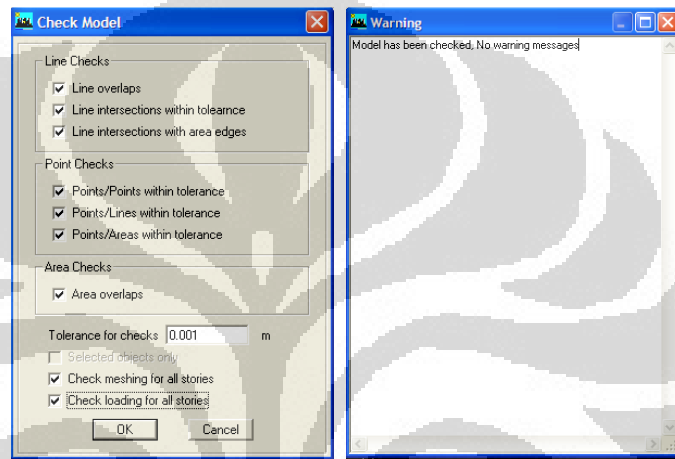 Check Model
Line Checks
Line overlaps
Line intersections within tolearnce
Line intersections with area edges
Point Checks
Points/Points within tolerance
Points/Lines within tolerance
Points/Areas within tolerance
Area Checks
Area overlaps
Tolerance for checks 0.001 m
Selected objects only
Check meshing for all stories
Check loading for all stories
OK Cancel
Warning
Model has been checked, No warning messages